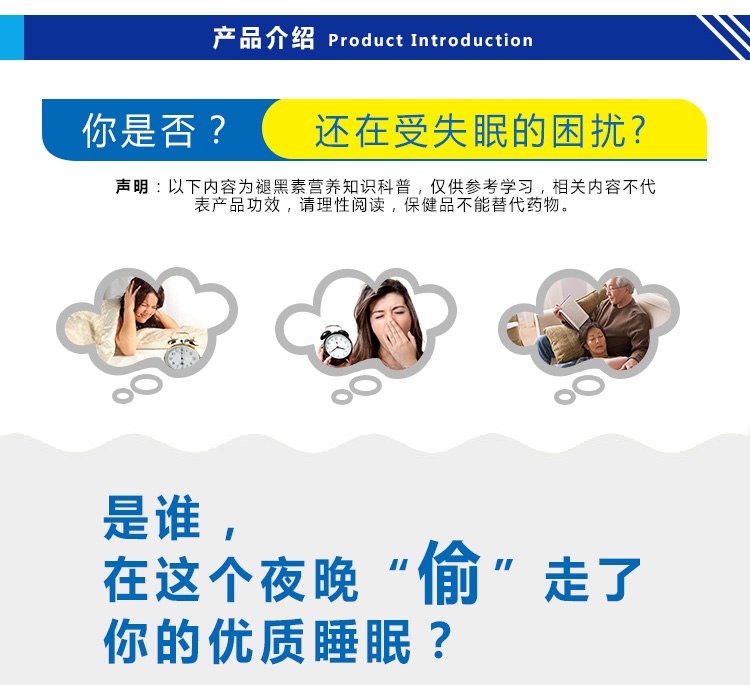 产品介绍 Product Introduction
你是否？ 还在受失眠的困扰?
声明：以下内容为褪黑素营养知识科普，仅供参考学习，相关内容不代
表产品功效，请理性阅读，保健品不能替代药物。
是谁，
在这个夜晚“偷”走了
你的优质睡眠？